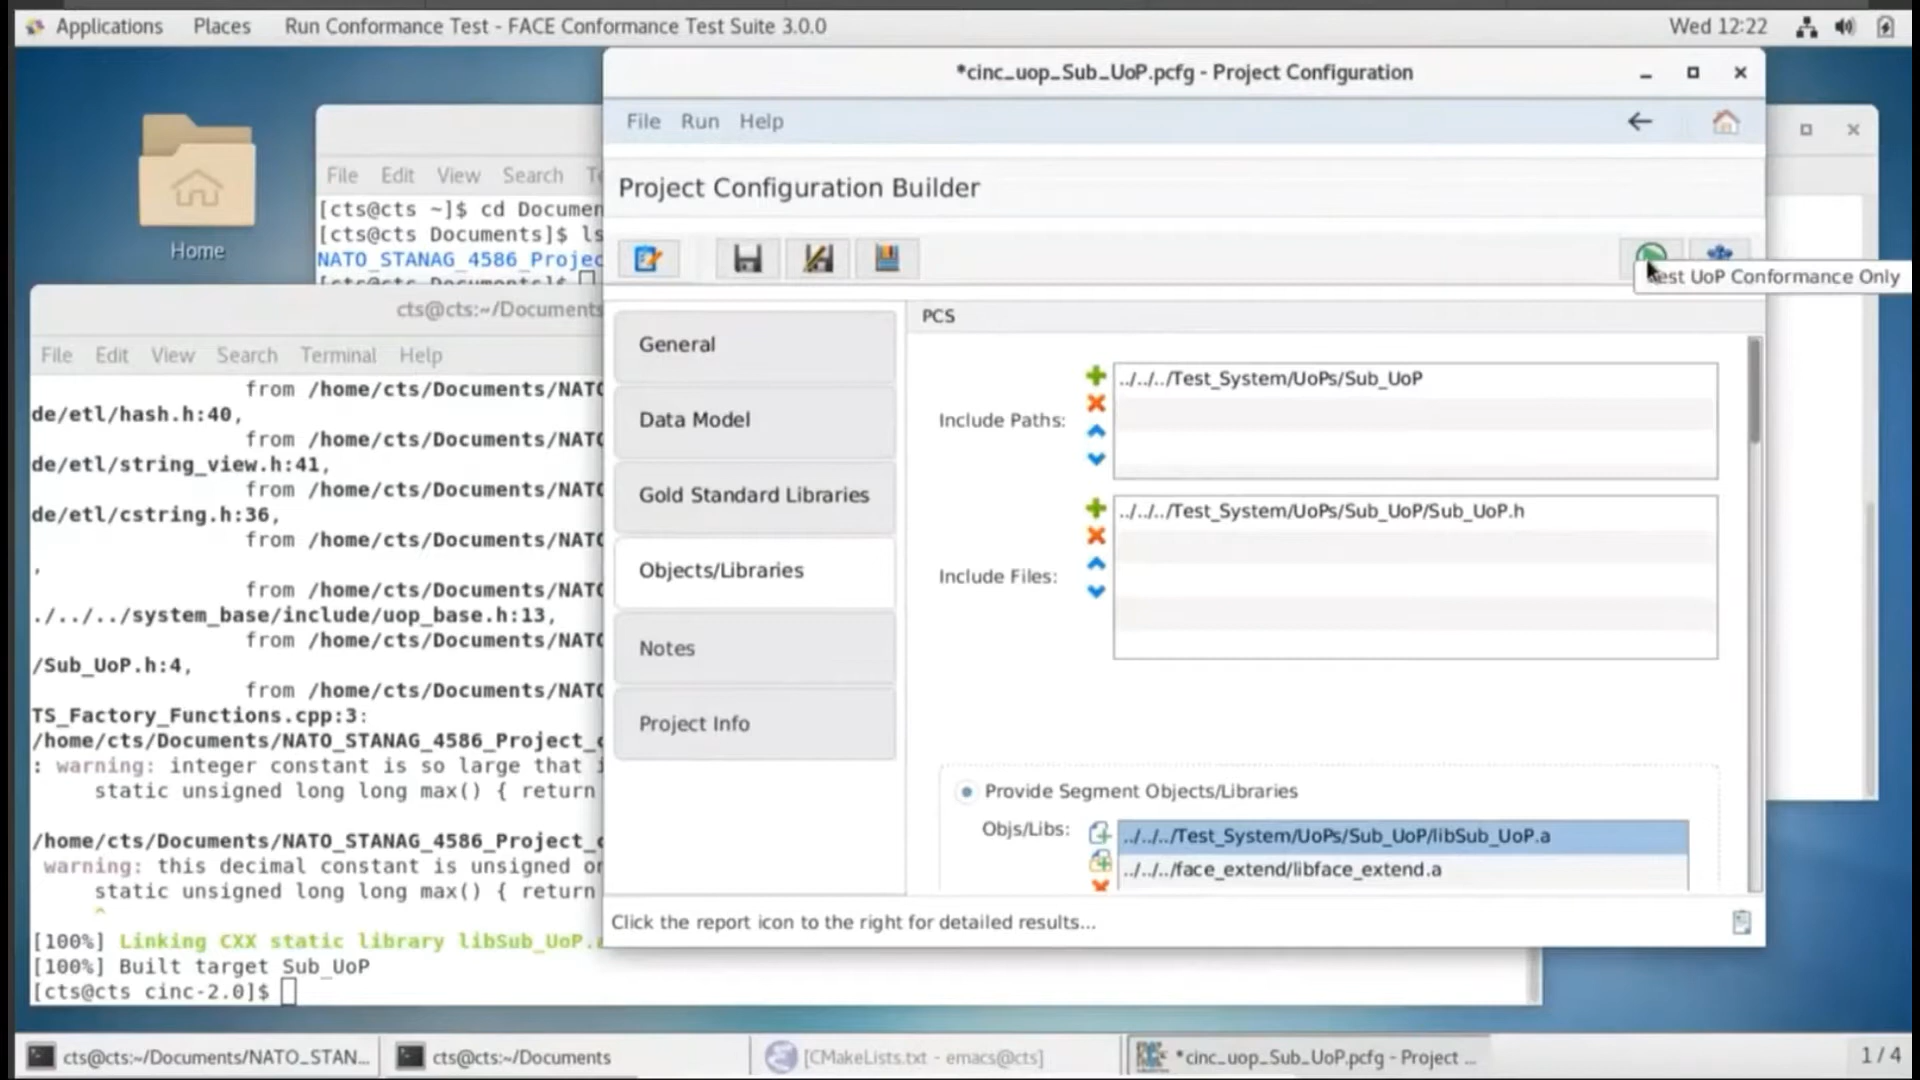 Applications Places Run Conformance Test - FACE Conformance Test Suite 3.0.0 Wed 12:22
*cinc_uop_Sub_UoP.pcfg - Project Configuration
File Run Help
Project Configuration Builder
Test UoP Conformance Only
Home
File Edit View Search
[cts@cts ~]$ cd Documen
[cts@cts Documents]$ ls
NATO_STANAG_4586_Projec
[cts@cts Documents]$
General
Data Model
Gold Standard Libraries
Objects/Libraries
Notes
Project Info
PCS
Include Paths:
../../../Test_System/UoPs/Sub_UoP
Include Files:
../../../Test_System/UoPs/Sub_UoP/Sub_UoP.h
Provide Segment Objects/Libraries
Objs/Libs:
../../../Test_System/UoPs/Sub_UoP/libSub_UoP.a
../../../face_extend/libface_extend.a
Click the report icon to the right for detailed results...
cts@cts:~/Documents
File Edit View Search Terminal Help
from /home/cts/Documents/NATO
de/etl/hash.h:40,
from /home/cts/Documents/NATO
de/etl/string_view.h:41,
from /home/cts/Documents/NATO
de/etl/cstring.h:36,
from /home/cts/Documents/NATO
,
from /home/cts/Documents/NATO
./../../system_base/include/uop_base.h:13,
from /home/cts/Documents/NATO
/Sub_UoP.h:4,
from /home/cts/Documents/NATO
TS_Factory_Functions.cpp:3:
/home/cts/Documents/NATO_STANAG_4586_Project_c
: warning: integer constant is so large that i
static unsigned long long max() { return
/home/cts/Documents/NATO_STANAG_4586_Project_c
warning: this decimal constant is unsigned on
static unsigned long long max() { return
^
[100%] Linking CXX static library libSub_UoP.a
[100%] Built target Sub_UoP
[cts@cts cinc-2.0]$
cts@cts:~/Documents/NATO_STAN... cts@cts:~/Documents [CMakeLists.txt - emacs@cts] *cinc_uop_Sub_UoP.pcfg - Project ... 1 / 4